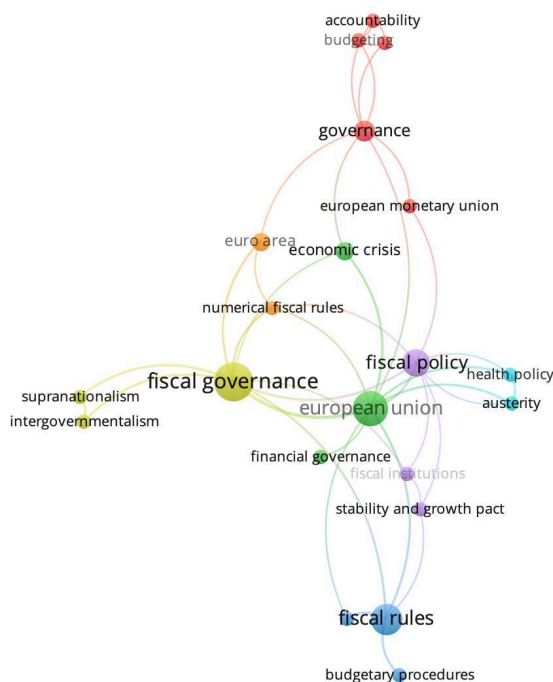 accountability
budgeting
governance
european monetary union
euro area
economic crisis
numerical fiscal rules
fiscal policy
fiscal governance
health policy
supranationalism
european union
austerity
intergovernmentalism
financial governance
fiscal institutions
stability and growth pact
fiscal rules
budgetary procedures